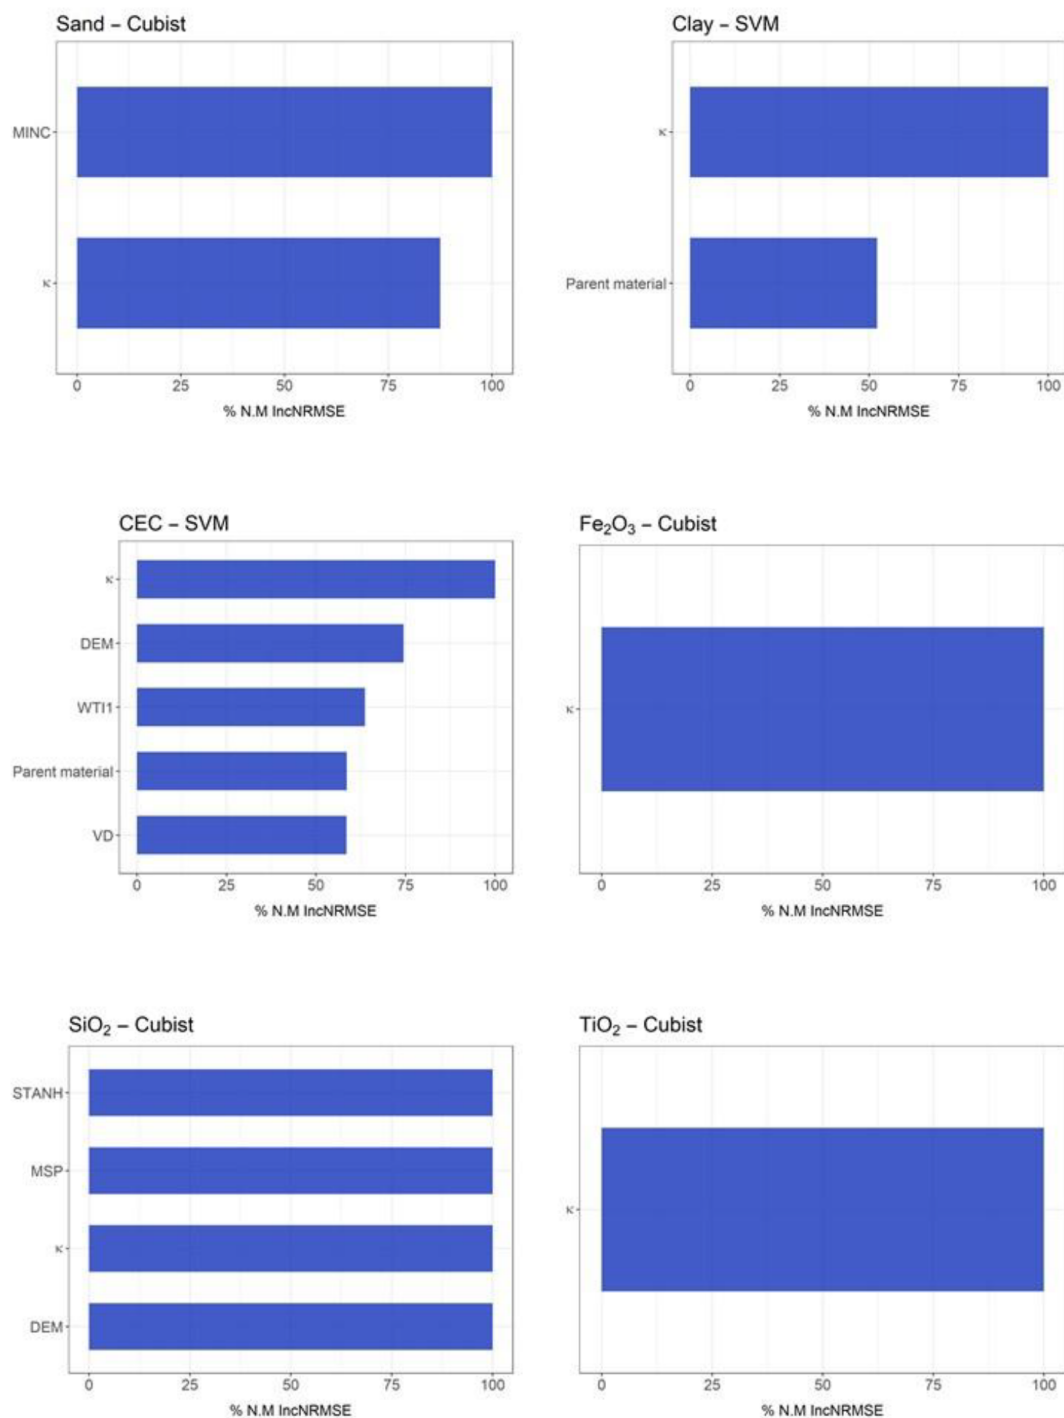 Sand – Cubist
MINC
κ
0 25 50 75 100
% N.M IncNRMSE
Clay – SVM
κ
Parent material
0 25 50 75 100
% N.M IncNRMSE
CEC – SVM
κ
DEM
WTI1
Parent material
VD
0 25 50 75 100
% N.M IncNRMSE
Fe₂O₃ – Cubist
κ
0 25 50 75 100
% N.M IncNRMSE
SiO₂ – Cubist
STANH
MSP
κ
DEM
0 25 50 75 100
% N.M IncNRMSE
TiO₂ – Cubist
κ
0 25 50 75 100
% N.M IncNRMSE